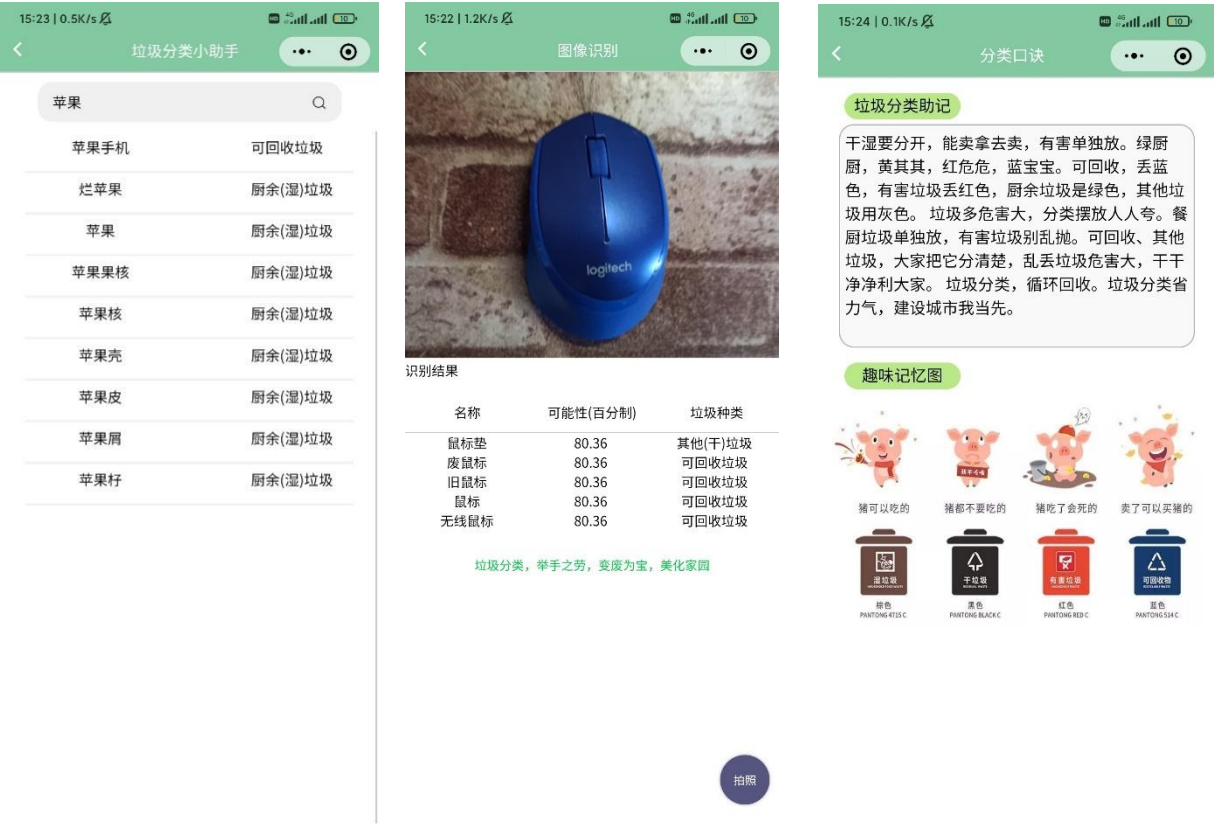 15:23 | 0.5K/s
HD 4G 10
垃圾分类小助手
苹果
苹果手机 可回收垃圾
烂苹果 厨余(湿)垃圾
苹果 厨余(湿)垃圾
苹果果核 厨余(湿)垃圾
苹果核 厨余(湿)垃圾
苹果壳 厨余(湿)垃圾
苹果皮 厨余(湿)垃圾
苹果屑 厨余(湿)垃圾
苹果籽 厨余(湿)垃圾
15:22 | 1.2K/s
HD 4G 10
图像识别
logitech
识别结果
名称 可能性(百分制) 垃圾种类
鼠标垫 80.36 其他(干)垃圾
废鼠标 80.36 可回收垃圾
旧鼠标 80.36 可回收垃圾
鼠标 80.36 可回收垃圾
无线鼠标 80.36 可回收垃圾
垃圾分类，举手之劳，变废为宝，美化家园
拍照
15:24 | 0.1K/s
HD 4G 10
分类口诀
垃圾分类助记
干湿要分开，能卖拿去卖，有害单独放。绿厨
厨，黄其其，红危危，蓝宝宝。可回收，丢蓝
色，有害垃圾丢红色，厨余垃圾是绿色，其他垃
圾用灰色。 垃圾多危害大，分类摆放人人夸。餐
厨垃圾单独放，有害垃圾别乱抛。可回收、其他
垃圾，大家把它分清楚，乱丢垃圾危害大，干干
净净利大家。 垃圾分类，循环回收。垃圾分类省
力气，建设城市我当先。
趣味记忆图
猪可以吃的 猪都不要吃的 猪吃了会死的 卖了可以买猪的
湿垃圾 干垃圾 有害垃圾 可回收物
棕色 黑色 红色 蓝色
PANTONG 4715 C PANTONG BLACK C PANTONG RED C PANTONG 514 C